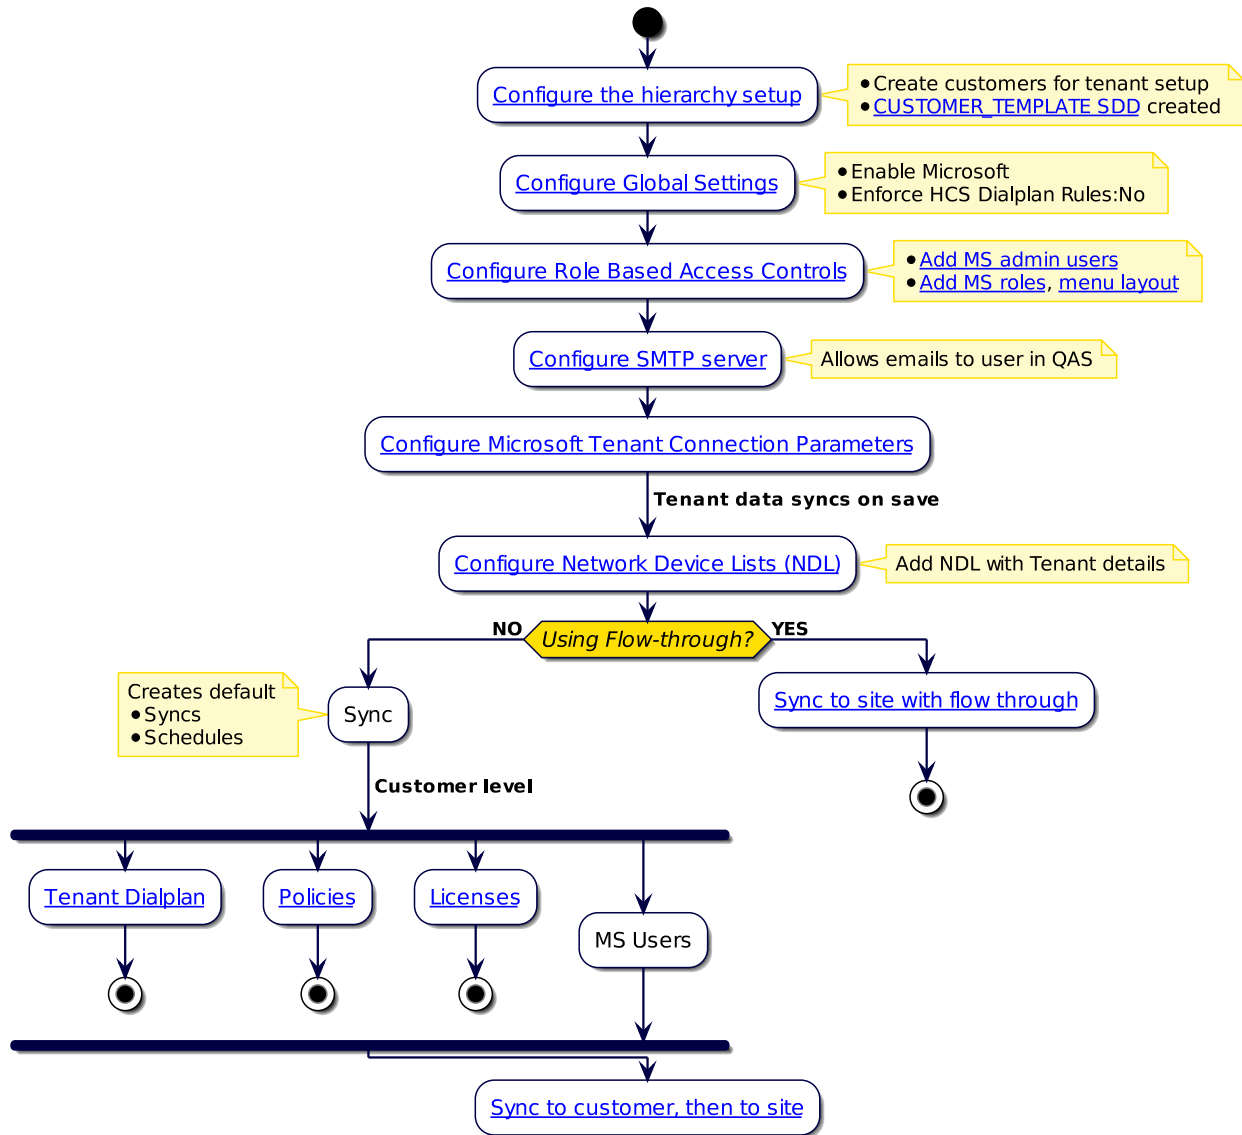 Configure the hierarchy setup
•Create customers for tenant setup
•CUSTOMER_TEMPLATE SDD created
Configure Global Settings
•Enable Microsoft
•Enforce HCS Dialplan Rules:No
Configure Role Based Access Controls
•Add MS admin users
•Add MS roles, menu layout
Configure SMTP server
Allows emails to user in QAS
Configure Microsoft Tenant Connection Parameters
Tenant data syncs on save
Configure Network Device Lists (NDL)
Add NDL with Tenant details
NO
Using Flow-through?
YES
Creates default
•Syncs
•Schedules
Sync
Sync to site with flow through
Customer level
Tenant Dialplan
Policies
Licenses
MS Users
Sync to customer, then to site